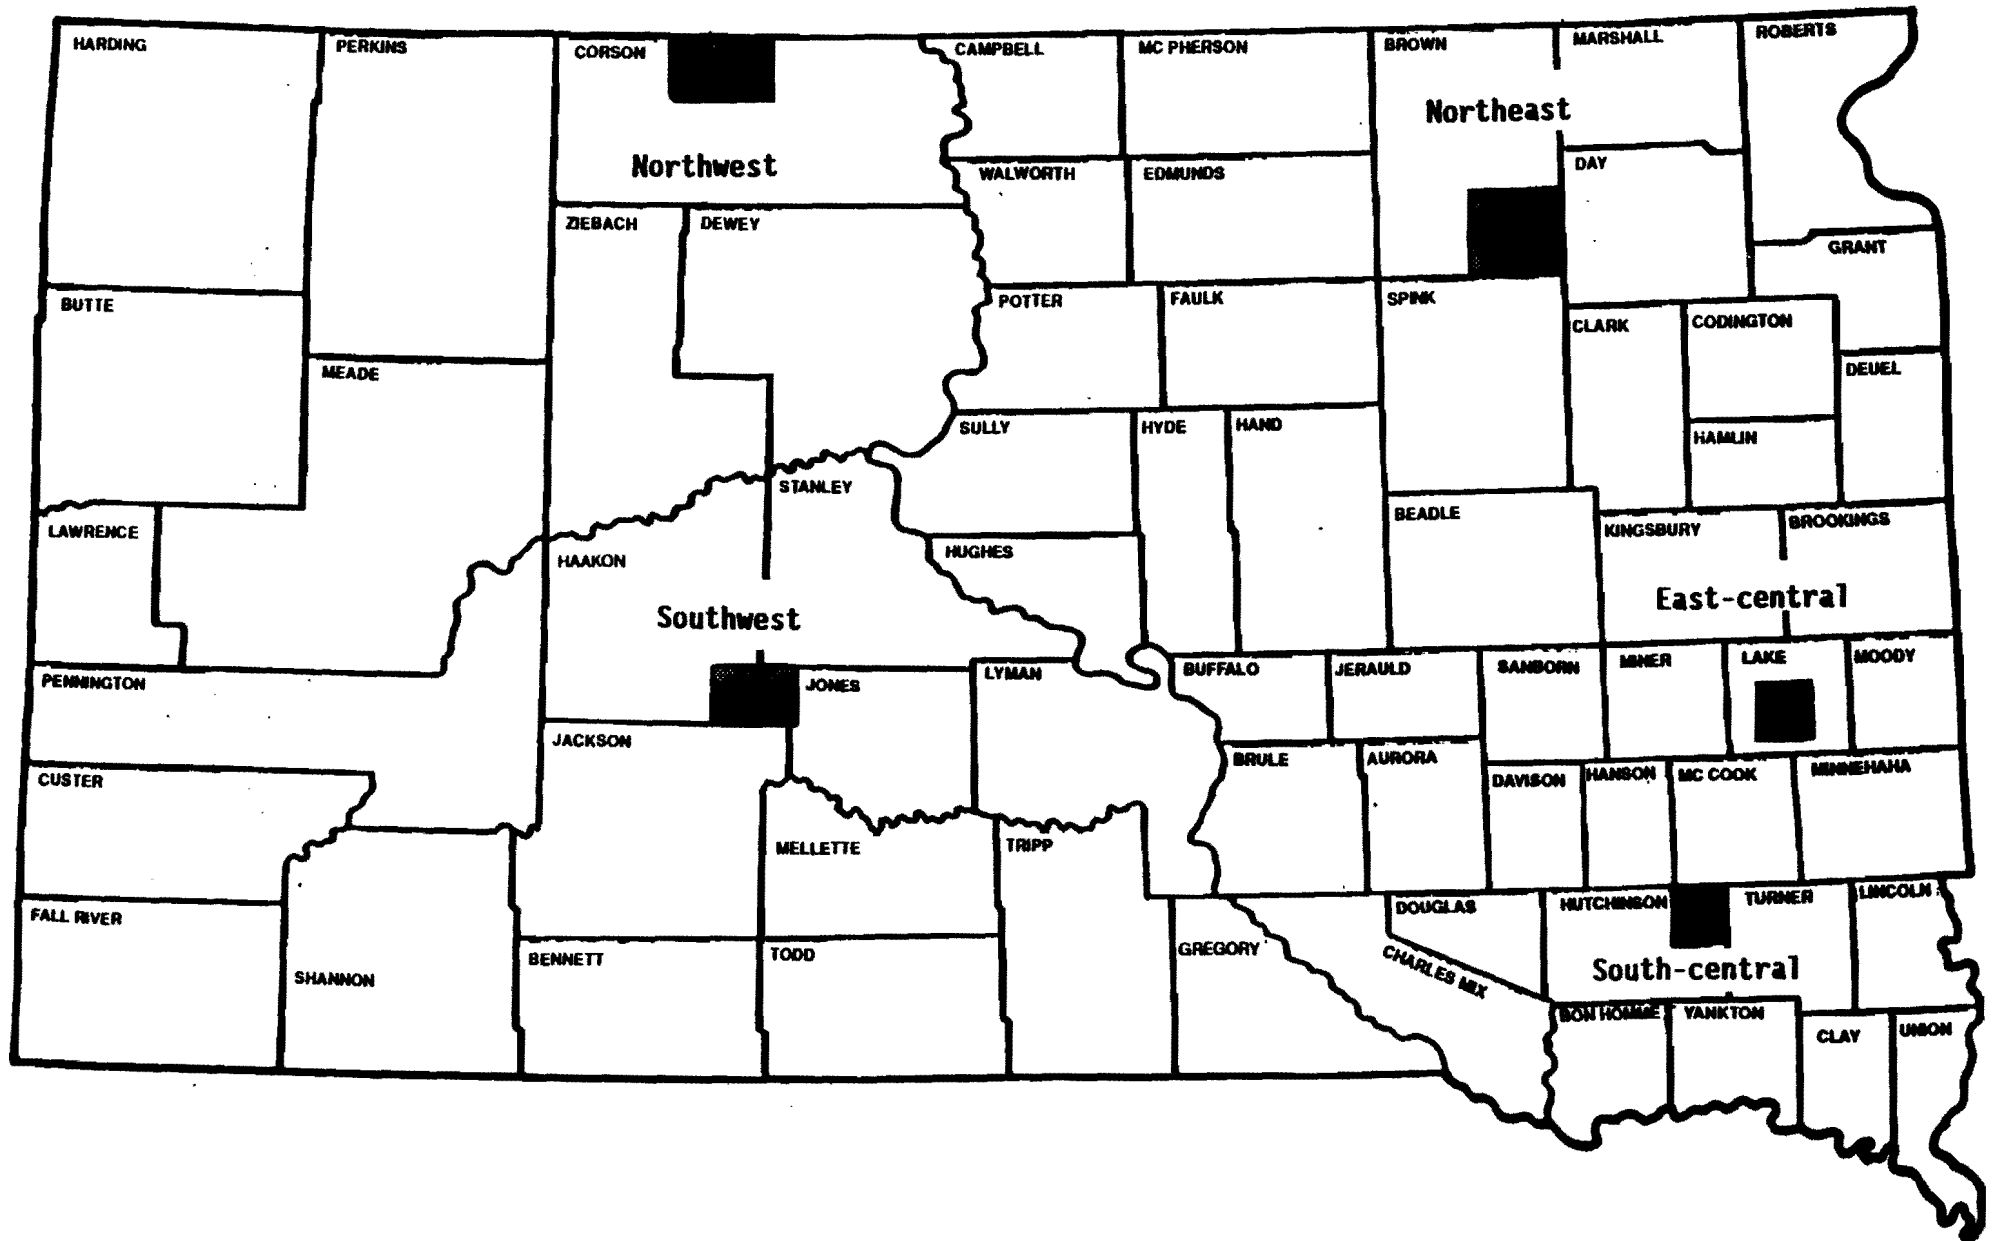 HARDING
PERKINS
CORSON
CAMPBELL
MC PHERSON
BROWN
MARSHALL
ROBERTS
Northeast
Northwest
WALWORTH
EDMUNDS
DAY
ZIEBACH
DEWEY
GRANT
BUTTE
POTTER
FAULK
SPINK
CLARK
CODINGTON
MEADE
DEUEL
SULLY
HYDE
HAND
HAMLIN
STANLEY
LAWRENCE
BEADLE
KINGSBURY
BROOKINGS
HAAKON
HUGHES
East-central
Southwest
PENNINGTON
JONES
LYMAN
BUFFALO
JERAULD
SANBORN
MINER
LAKE
MOODY
JACKSON
CUSTER
BRULE
AURORA
DAVISON
HANSON
MC COOK
MINNEHAHA
MELLETTE
TRIPP
FALL RIVER
DOUGLAS
HUTCHINSON
TURNER
LINCOLN
SHANNON
BENNETT
TODD
GREGORY
CHARLES MIX
South-central
BON HOMME
YANKTON
CLAY
UNION